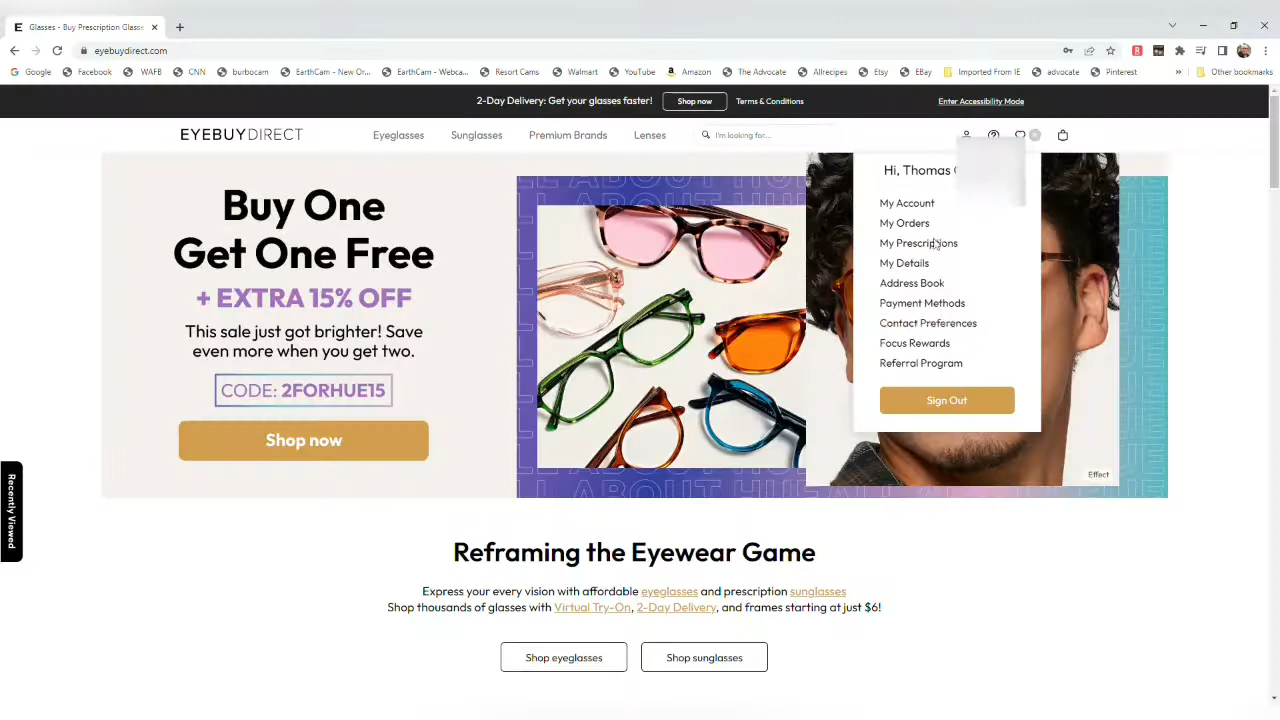 Glasses - Buy Prescription Glasse
eyebuydirect.com
Google
Facebook
WAFB
CNN
burbocam
EarthCam - New Or...
EarthCam - Webca...
Resort Cams
Walmart
YouTube
Amazon
The Advocate
Allrecipes
Etsy
EBay
Imported From IE
advocate
Pinterest
Other bookmarks
2-Day Delivery: Get your glasses faster!
Shop now
Terms & Conditions
Enter Accessibility Mode
EYEBUYDIRECT
Eyeglasses
Sunglasses
Premium Brands
Lenses
I'm looking for...
Buy One
Get One Free
+ EXTRA 15% OFF
This sale just got brighter! Save
even more when you get two.
CODE: 2FORHUE15
Shop now
Hi, Thomas
My Account
My Orders
My Prescriptions
My Details
Address Book
Payment Methods
Contact Preferences
Focus Rewards
Referral Program
Sign Out
Effect
Recently Viewed
Reframing the Eyewear Game
Express your every vision with affordable eyeglasses and prescription sunglasses
Shop thousands of glasses with Virtual Try-On, 2-Day Delivery, and frames starting at just $6!
Shop eyeglasses
Shop sunglasses